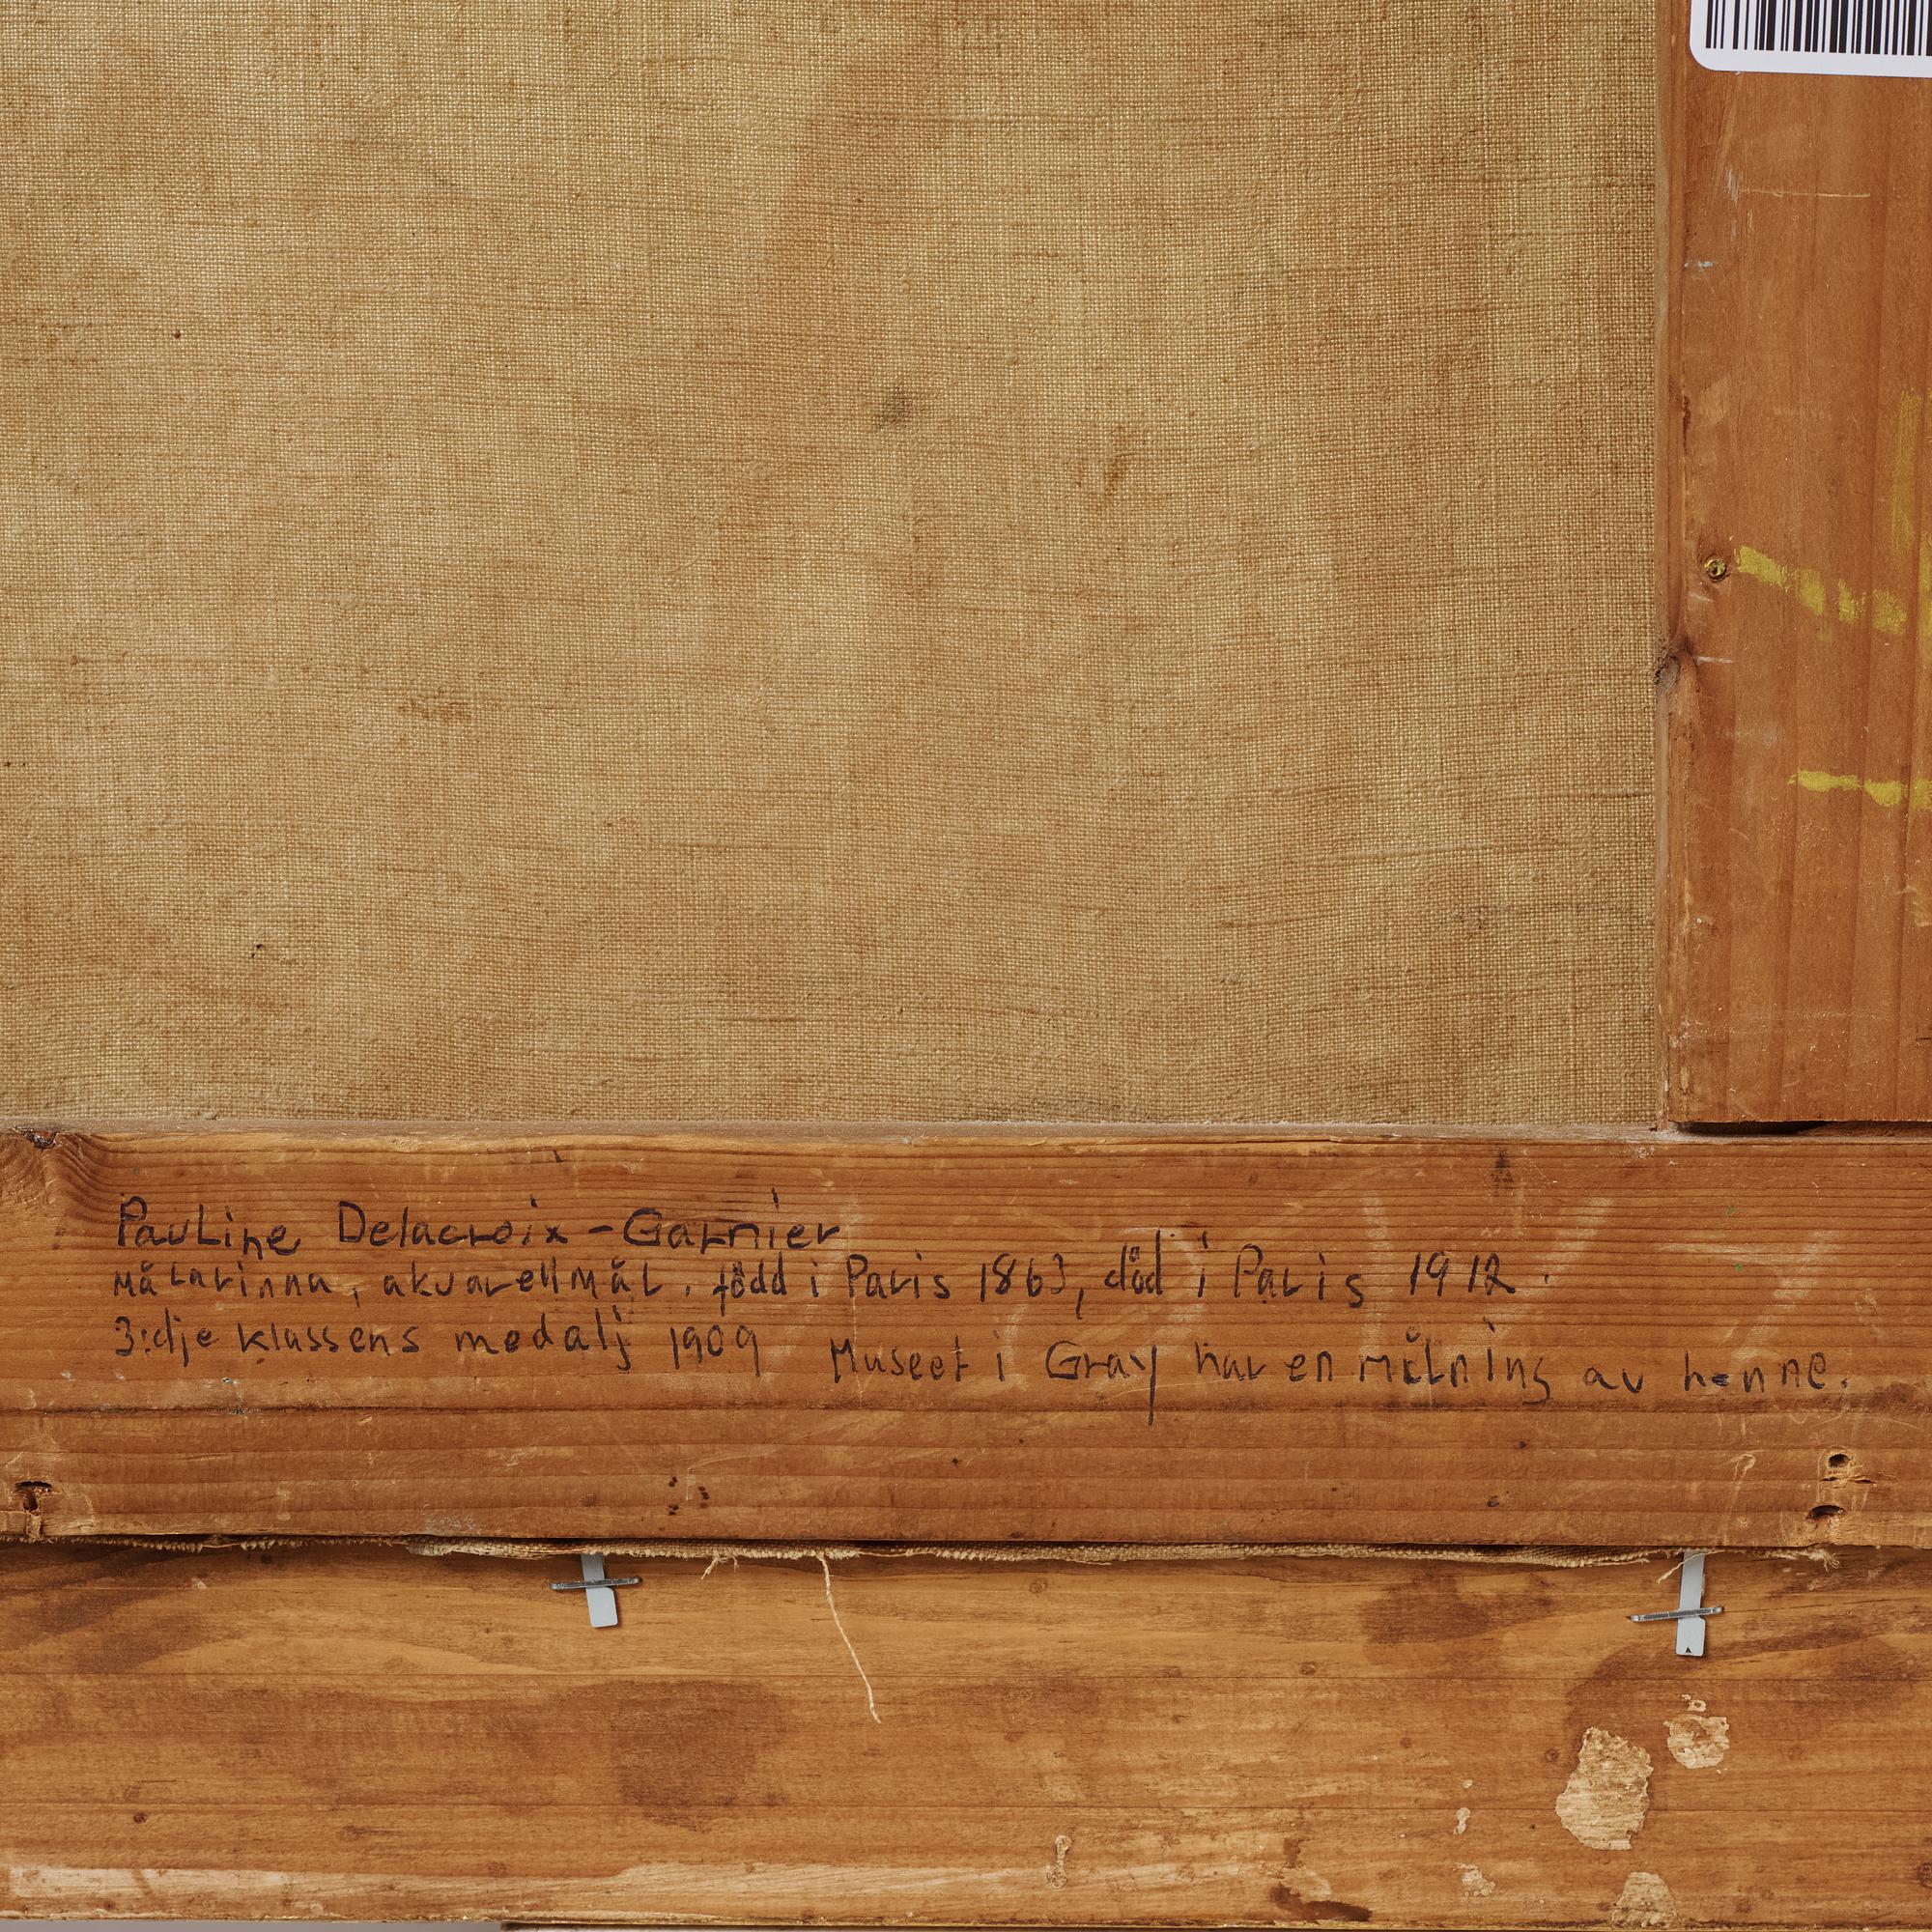 Pauline Delacroix-Garnier
målarinna, akvarellmål. född i Paris 1863, död i Paris 1912.
3:dje klassens medalj 1909 Museet i Gray har en målning av henne.